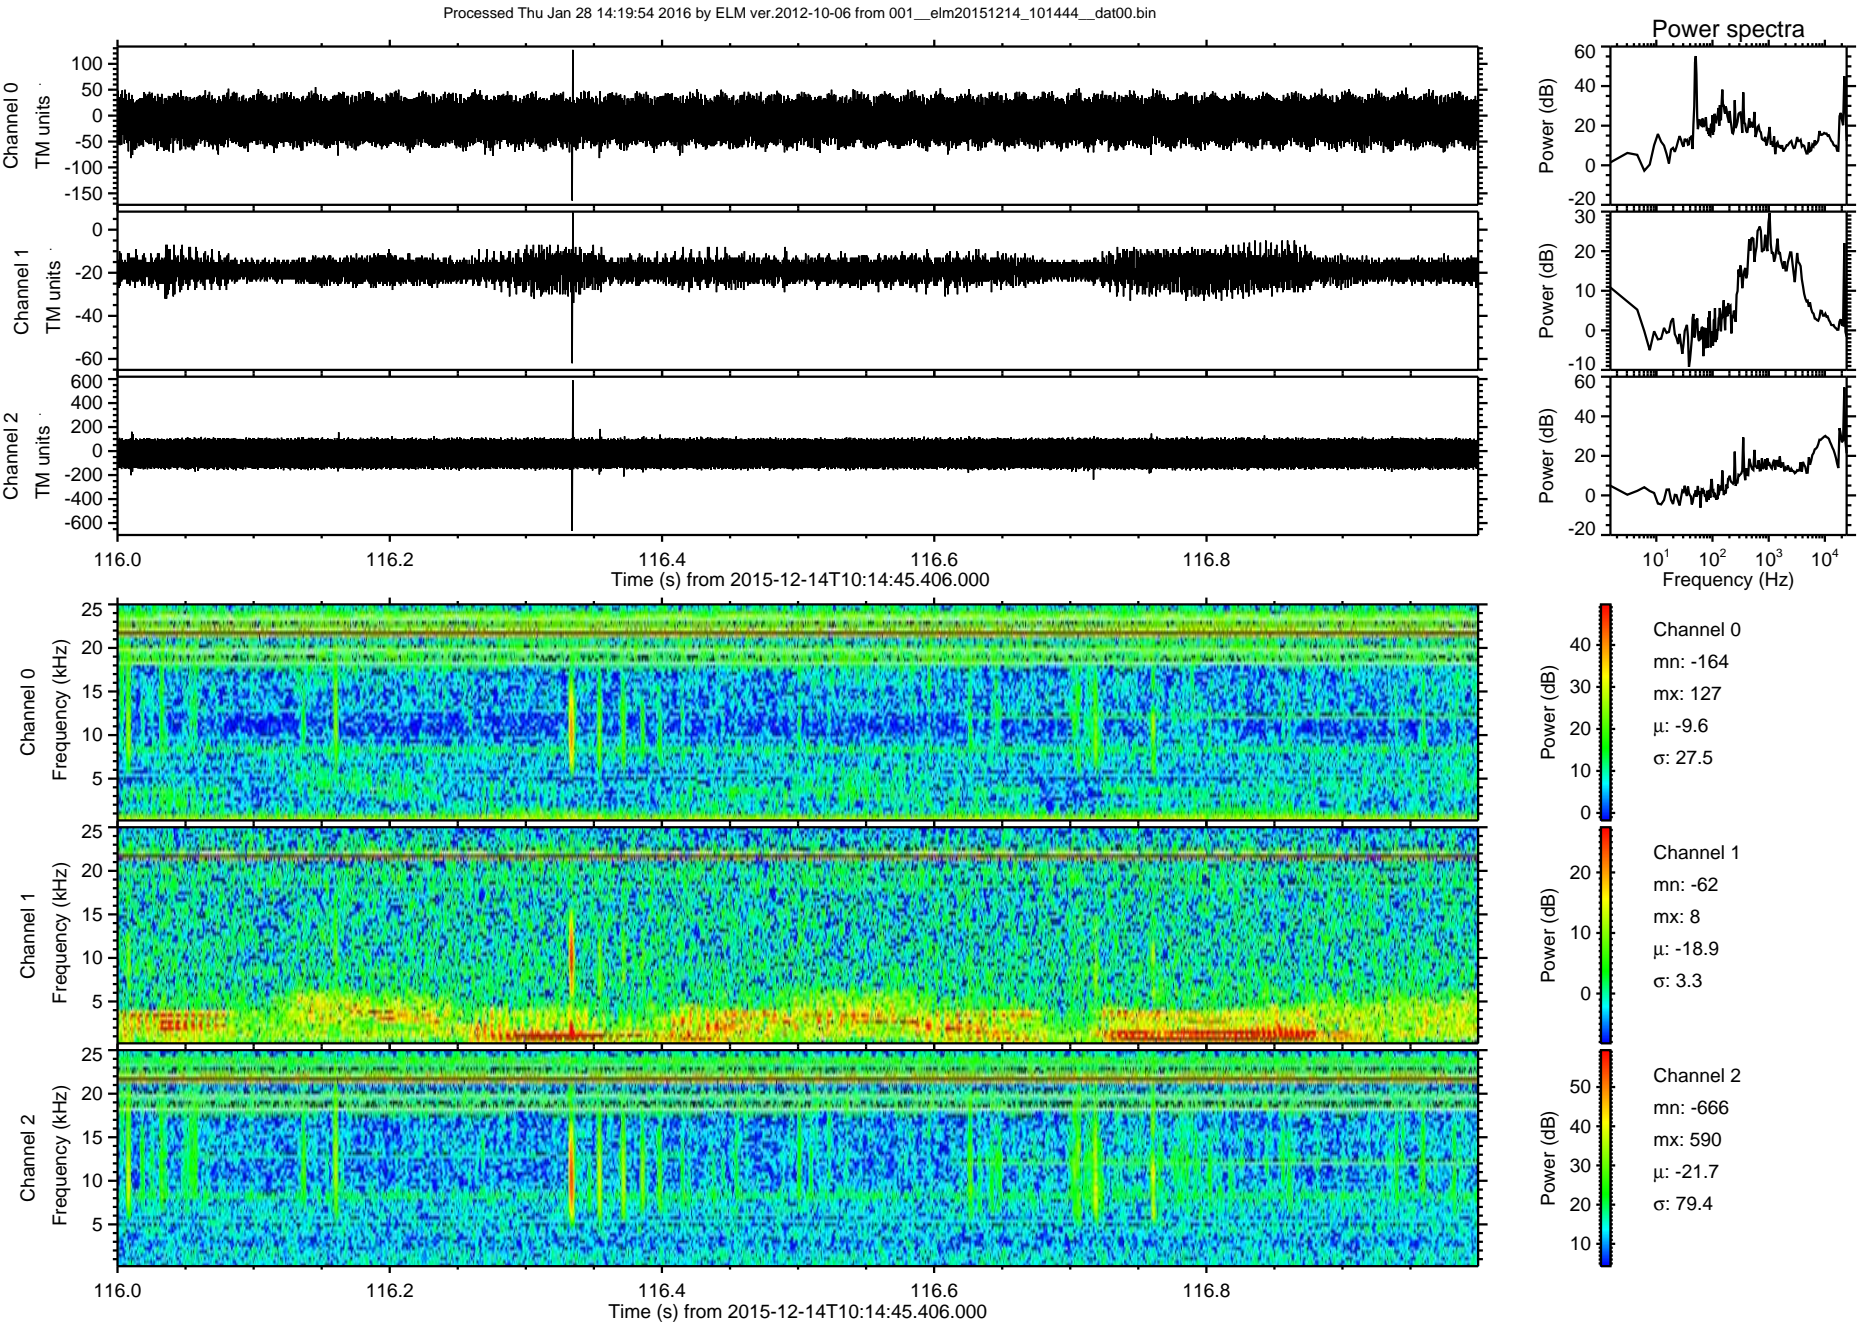 Processed Thu Jan 28 14:19:54 2016 by ELM ver.2012-10-06 from 001__elm20151214_101444__dat00.bin
Power spectra
Channel 0
TM units
100
50
0
-50
-100
-150
Power (dB)
60
40
20
0
-20
Channel 1
TM units
0
-20
-40
-60
Power (dB)
30
20
10
0
-10
Channel 2
TM units
600
400
200
0
-200
-400
-600
Power (dB)
60
40
20
0
-20
116.0 116.2 116.4 116.6 116.8
Time (s) from 2015-12-14T10:14:45.406.000
10^1 10^2 10^3 10^4
Frequency (Hz)
Channel 0
Frequency (kHz)
25
20
15
10
5
Power (dB)
40
30
20
10
0
Channel 0
mn: -164
mx: 127
µ: -9.6
σ: 27.5
Channel 1
Frequency (kHz)
25
20
15
10
5
Power (dB)
20
10
0
Channel 1
mn: -62
mx: 8
µ: -18.9
σ: 3.3
Channel 2
Frequency (kHz)
25
20
15
10
5
Power (dB)
50
40
30
20
10
Channel 2
mn: -666
mx: 590
µ: -21.7
σ: 79.4
116.0 116.2 116.4 116.6 116.8
Time (s) from 2015-12-14T10:14:45.406.000